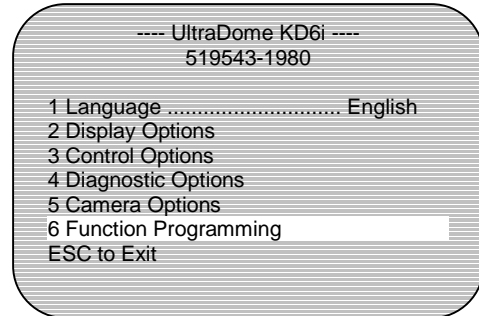 ---- UltraDome KD6i ----
519543-1980
1 Language ............................. English
2 Display Options
3 Control Options
4 Diagnostic Options
5 Camera Options
6 Function Programming
ESC to Exit